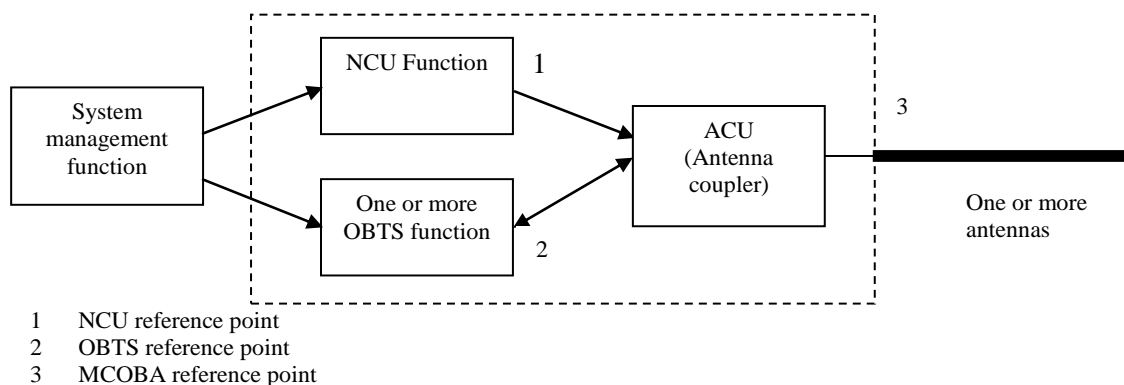 NCU Function
1
System
management
function
ACU
(Antenna
coupler)
3
One or more
OBTS function
2
One or more
antennas
1 NCU reference point
2 OBTS reference point
3 MCOBA reference point